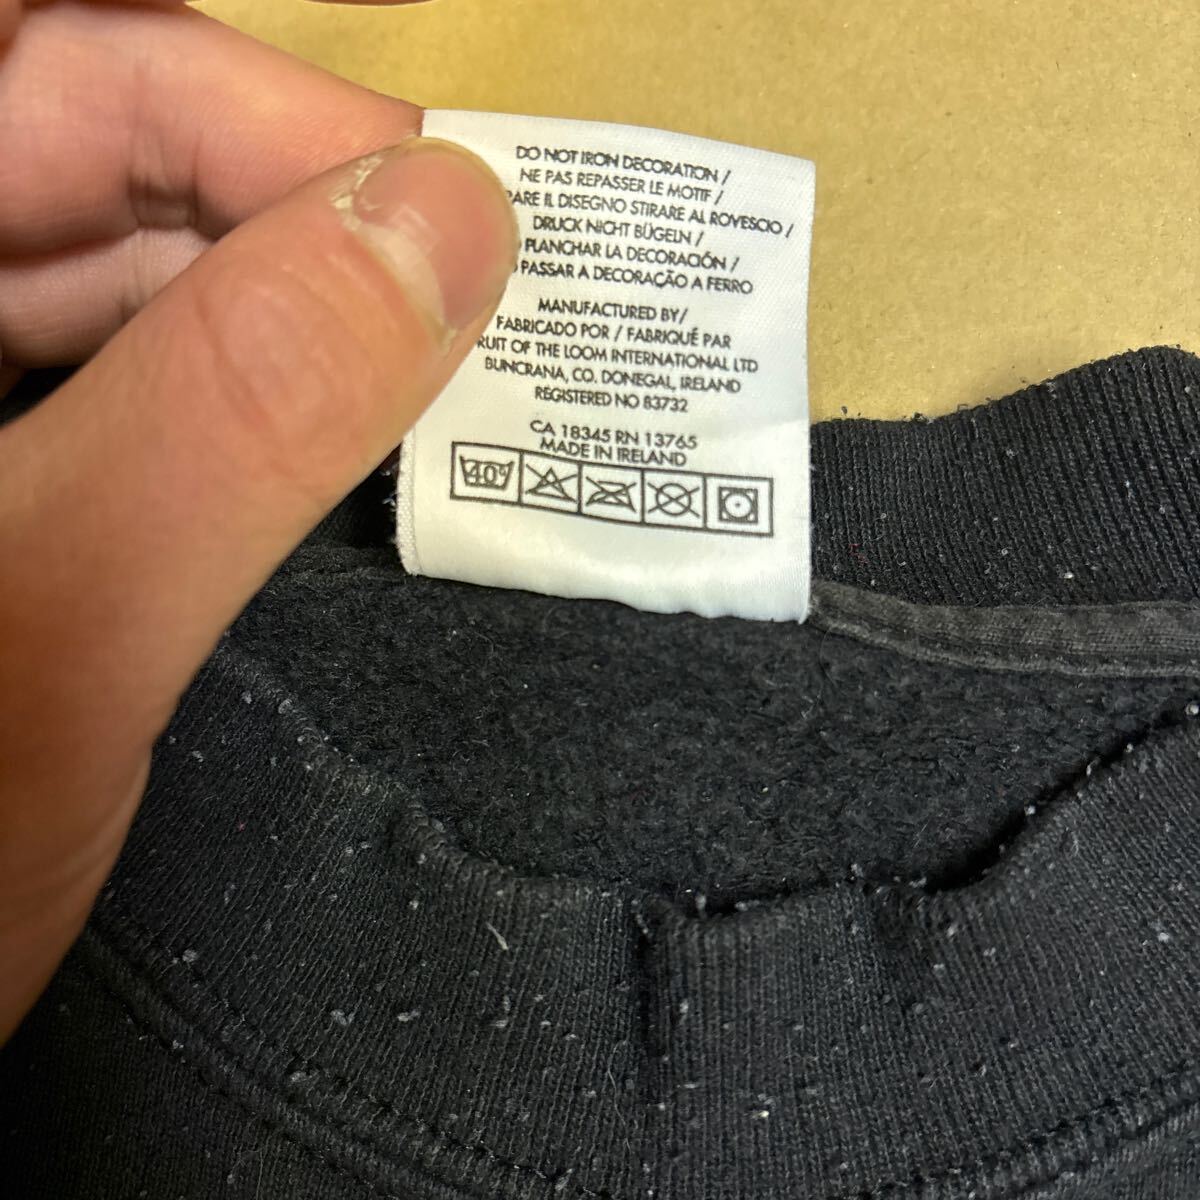 DO NOT IRON DECORATION /
NE PAS REPASSER LE MOTIF /
IL DISEGNO STIRARE AL ROVESCIO /
DRUCK NICHT BÜGELN /
PLANCHAR LA DECORACIÓN /
PASSAR A DECORAÇÃO A FERRO
MANUFACTURED BY/
FABRICADO POR / FABRIQUÉ PAR
RUIT OF THE LOOM INTERNATIONAL LTD
BUNCRANA, CO. DONEGAL, IRELAND
REGISTERED NO 83732
CA 18345 RN 13765
MADE IN IRELAND
40°